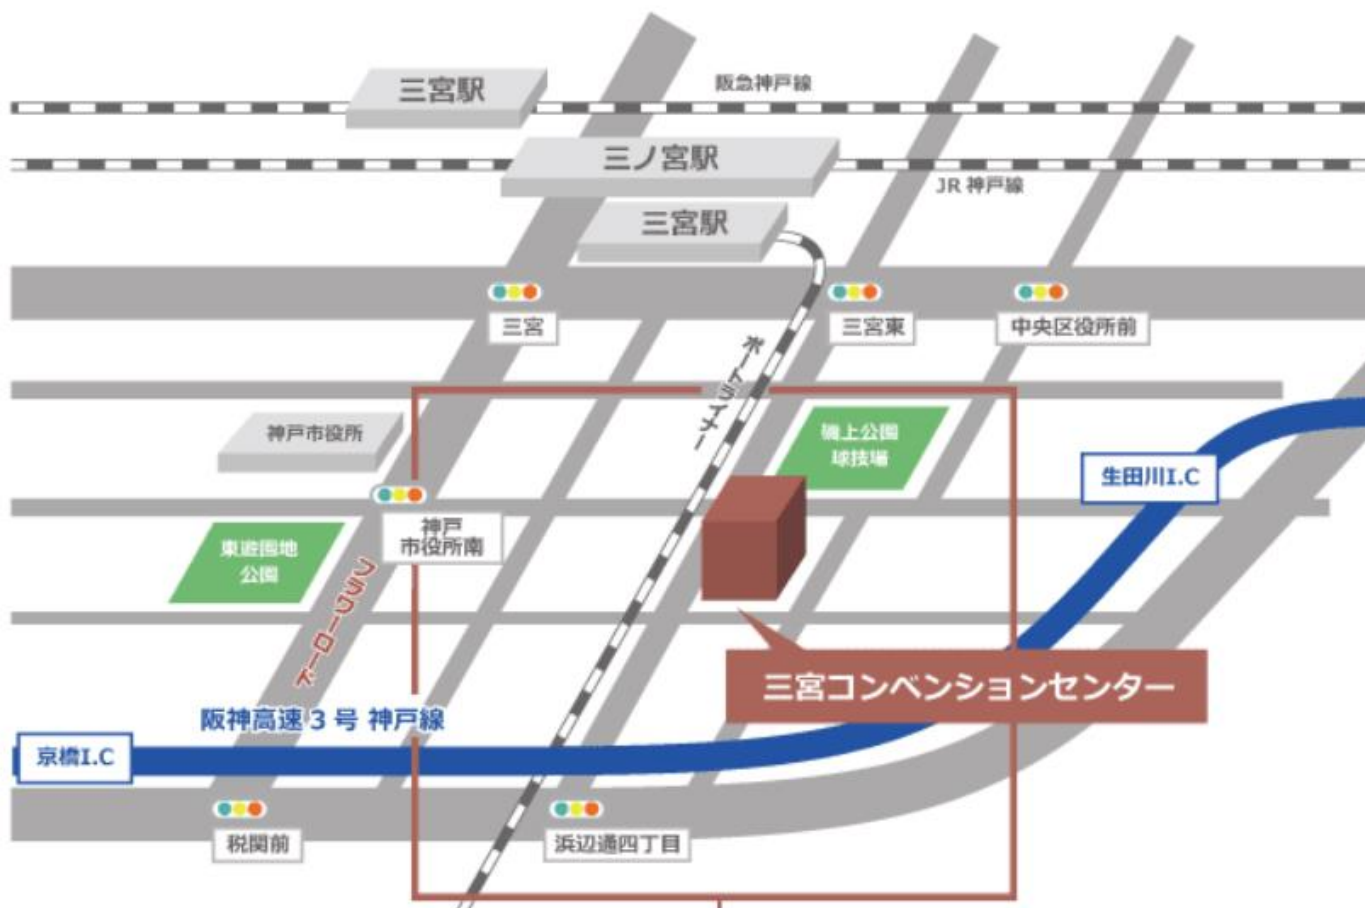 三宮駅
阪急神戸線
三ノ宮駅
JR 神戸線
三宮駅
三宮
三宮東
中央区役所前
ポートライナー
磯上公園
球技場
神戸市役所
生田川I.C
神戸
市役所南
東遊園地
公園
フラワーロード
三宮コンベンションセンター
阪神高速 3 号 神戸線
京橋I.C
税関前
浜辺通四丁目